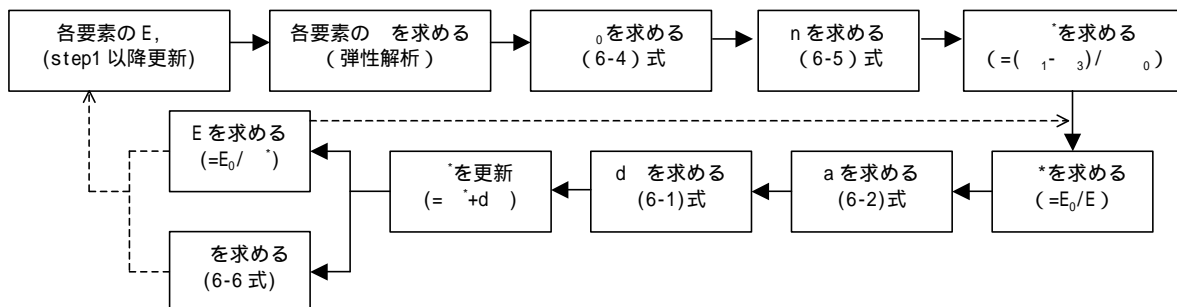 各要素の E,
(step1 以降更新)
各要素の を求める
(弾性解析)
₀を求める
(6-4) 式
n を求める
(6-5) 式
*を求める
(=( ₁- ₃)/ ₀)
E を求める
(=E₀/ *)
*を更新
(= *+d )
d を求める
(6-1)式
a を求める
(6-2)式
*を求める
(=E₀/E)
を求める
(6-6 式)